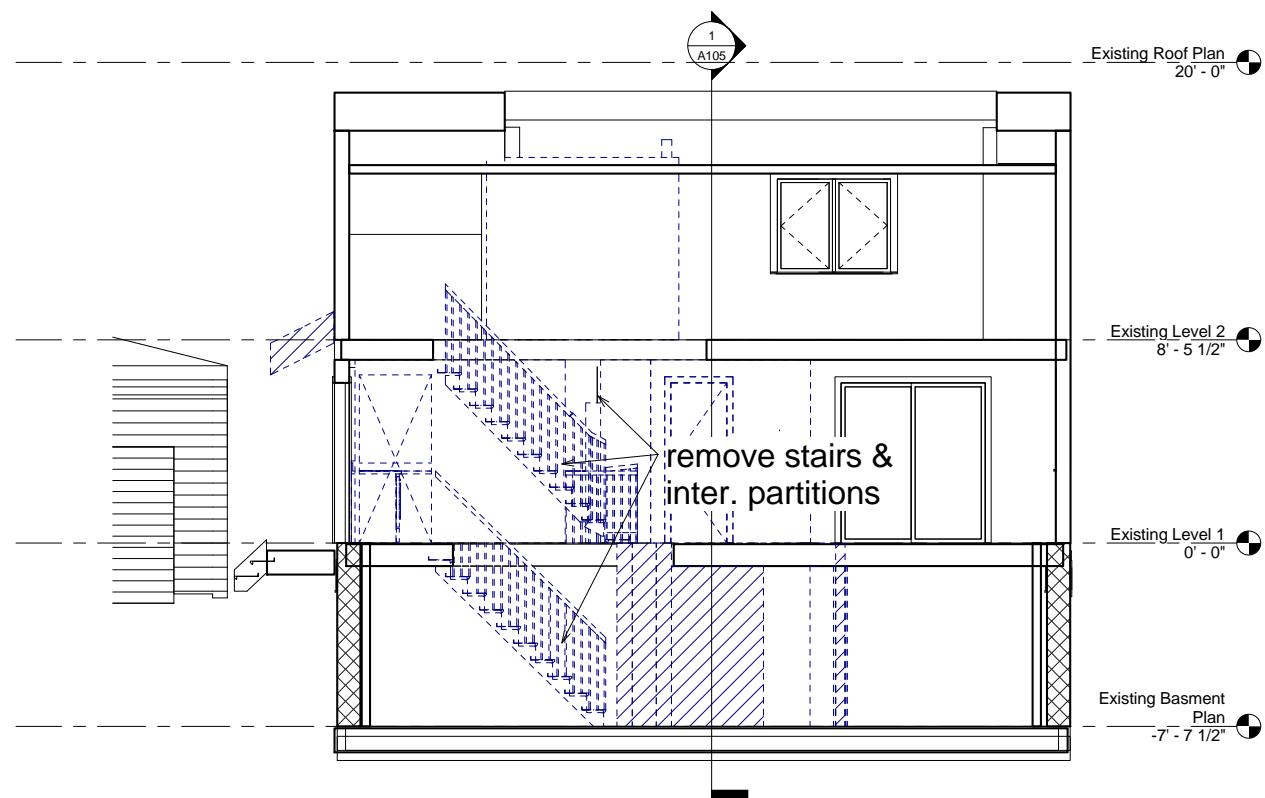 1
A105
Existing Roof Plan
20' - 0"
Existing Level 2
8' - 5 1/2"
remove stairs &
inter. partitions
Existing Level 1
0' - 0"
Existing Basment
Plan
-7' - 7 1/2"